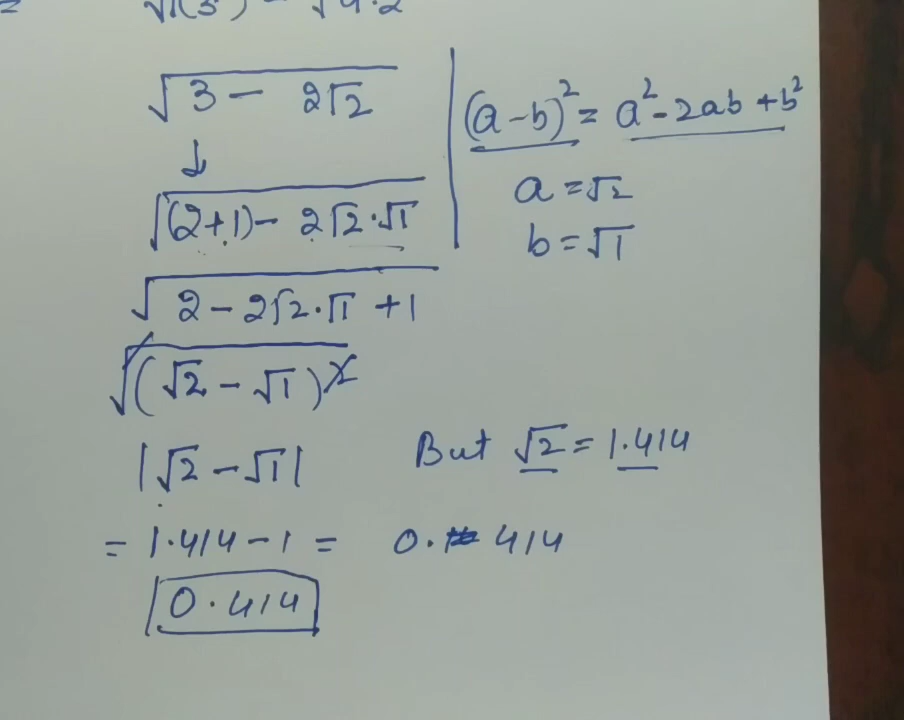 √(3 - 2√2)
↓
√((2+1) - 2√2·√1)
√(2 - 2√2·√1 + 1)
√((√2 - √1)²)
|√2 - √1|
= 1.414 - 1 = 0.414
0.414
(a-b)² = a² - 2ab + b²
a = √2
b = √1
But √2 = 1.414